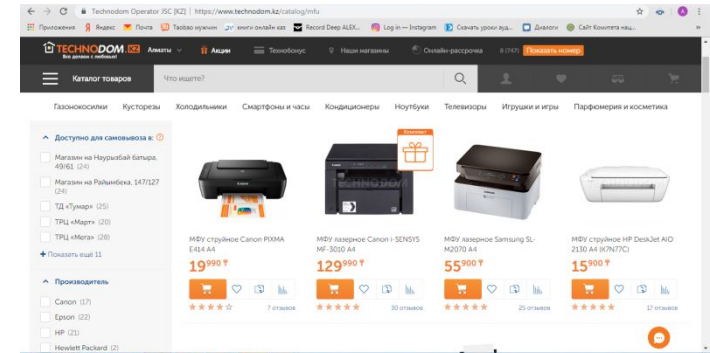 Technodom Operator JSC [KZ] | https://www.technodom.kz/catalog/mfu
Приложения Яндекс Почта Taobao мужчин книги онлайн каз Record Deep ALEX... Log in — Instagram Скачать уроки ауд... Диалоги Сайт Комитета нац...
TECHNODOM.KZ Алматы Акции Технобонус Наши магазины Онлайн-рассрочка 8 (747) Показать номер
Все делаем с любовью!
Каталог товаров Что ищете?
Газонокосилки Кусторезы Холодильники Смартфоны и часы Кондиционеры Ноутбуки Телевизоры Игрушки и игры Парфюмерия и косметика
Доступно для самовывоза в:
Магазин на Наурызбай батыра, 49/61 (24)
Магазин на Райымбека, 147/127 (24)
ТД «Тумар» (25)
ТРЦ «Март» (20)
ТРЦ «Мега» (28)
Показать ещё 11
Производитель
Canon (17)
Epson (22)
HP (21)
Hewlett Packard (2)
Комплект
TECHNODOM
МФУ струйное Canon PIXMA E414 A4
19 990 ₸
7 отзывов
МФУ лазерное Canon i-SENSYS MF-3010 A4
129 990 ₸
30 отзывов
МФУ лазерное Samsung SL-M2070 A4
55 900 ₸
25 отзывов
МФУ струйное HP DeskJet AIO 2130 A4 (K7N77C)
15 900 ₸
17 отзывов